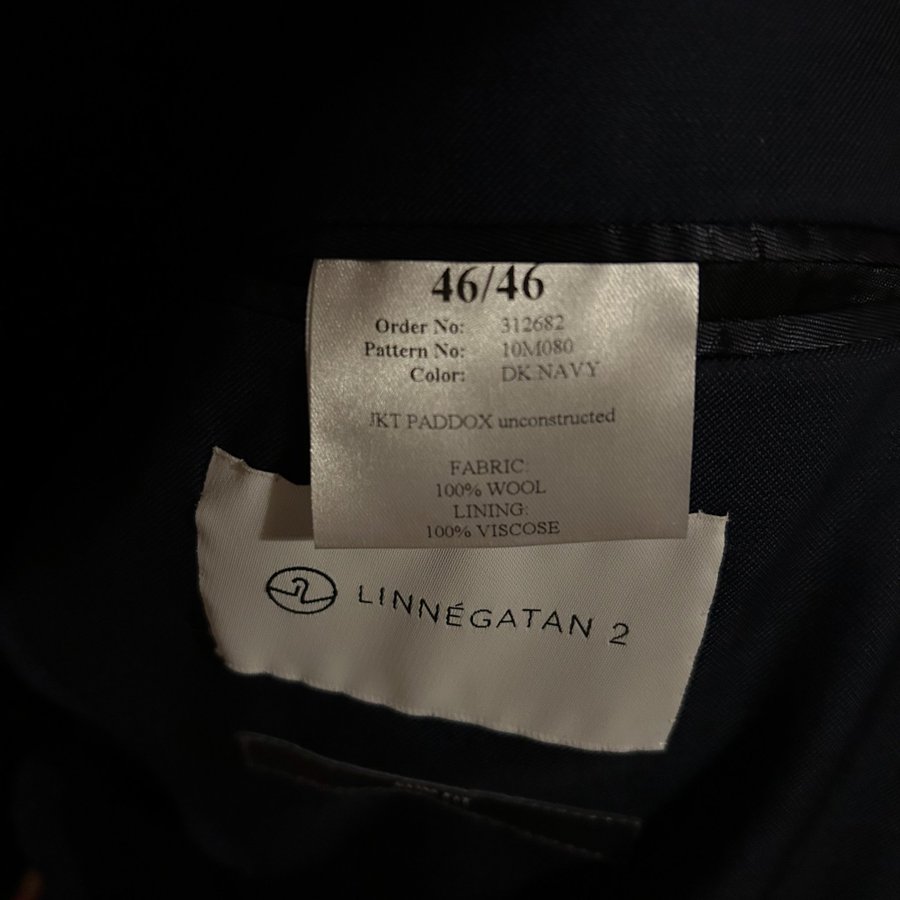 46/46
Order No: 312682
Pattern No: 10M080
Color: DK.NAVY
JKT PADDOX unconstructed
FABRIC:
100% WOOL
LINING:
100% VISCOSE
LINNÉGATAN 2